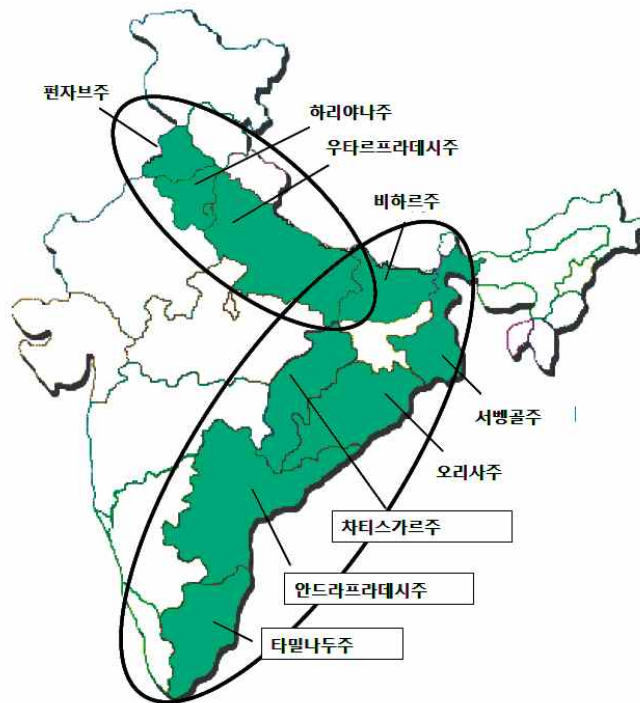 펀자브주
하리야나주
우타르프라데시주
비하르주
서벵골주
오리사주
차티스가르주
안드라프라데시주
타밀나두주